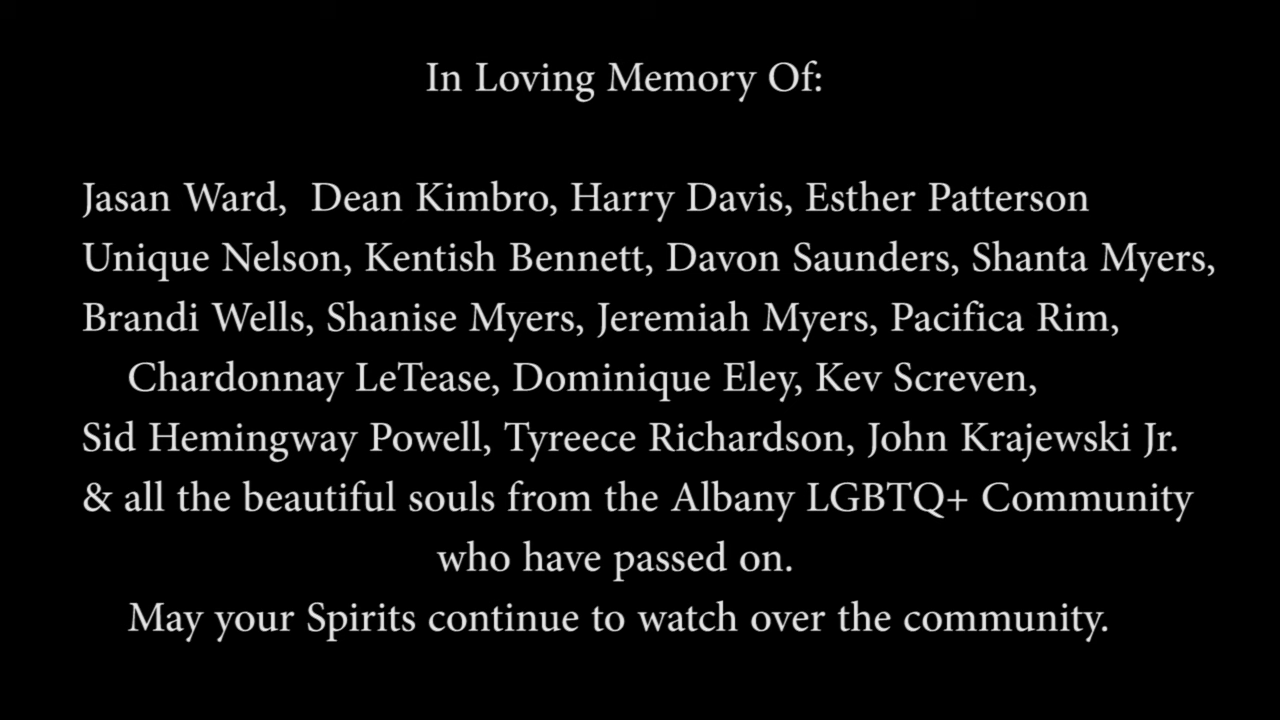 In Loving Memory Of:
Jasan Ward, Dean Kimbro, Harry Davis, Esther Patterson
Unique Nelson, Kentish Bennett, Davon Saunders, Shanta Myers,
Brandi Wells, Shanise Myers, Jeremiah Myers, Pacifica Rim,
Chardonnay LeTease, Dominique Eley, Kev Screven,
Sid Hemingway Powell, Tyreece Richardson, John Krajewski Jr.
& all the beautiful souls from the Albany LGBTQ+ Community
who have passed on.
May your Spirits continue to watch over the community.